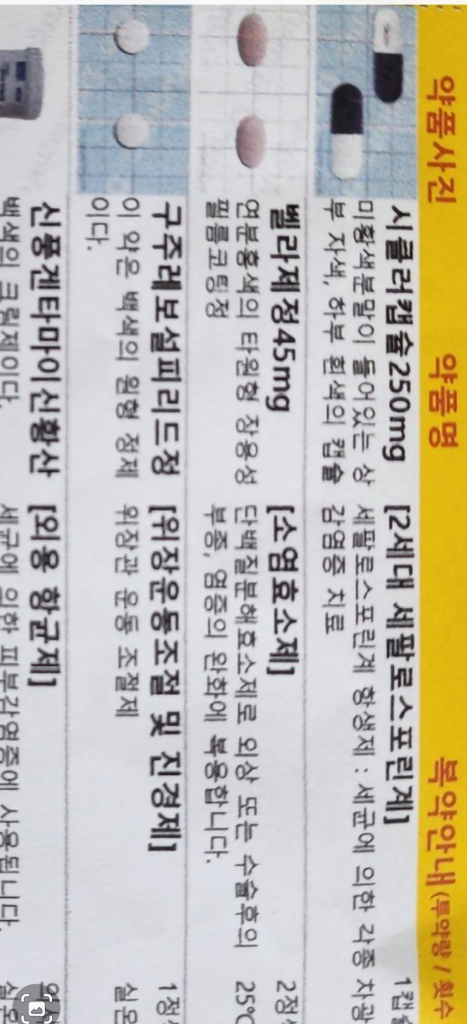 약품사진 약품명 복약안내 (투약량 / 횟수
시클러캡슐250mg
미황색분말이 들어있는 상
부 자색, 하부 회색의 캡슐
[2세대 세팔로스포린계]
세팔로스포린계 항생제 : 세균에 의한 각종
감염증 치료
1캡슐
차광
벨라제정45mg
연분홍색의 타원형 장용성
필름코팅정
[소염효소제]
단백질분해효소제로 외상 또는 수술후의
부종, 염증의 완화에 복용합니다.
2정
25℃
구주레보설피리드정
이 약은 백색의 원형 정제
이다.
[위장운동조절 및 진경제]
위장관 운동 조절제
1정
실온
신풍겐타마이신황산
백색의 크림제이다.
[외용 항균제]
세균에 의한 피부감염증에 사용됩니다.
실온